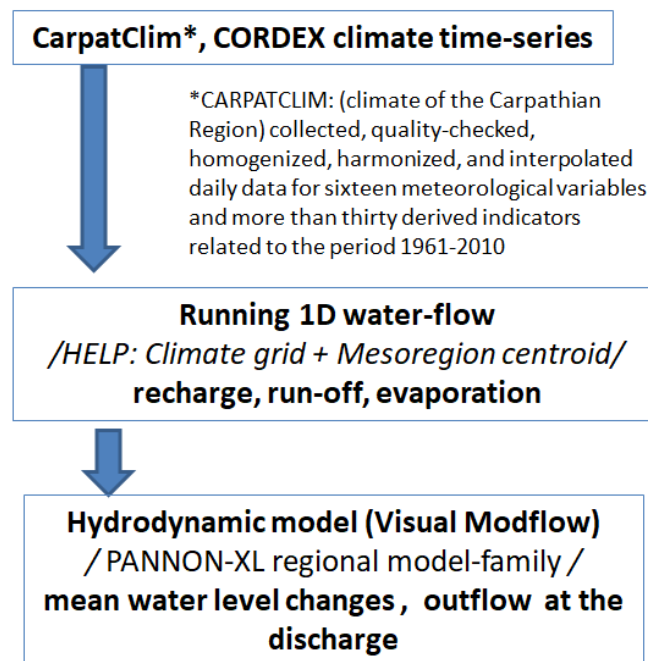 CarpatClim*, CORDEX climate time-series
*CARPATCLIM: (climate of the Carpathian
Region) collected, quality-checked,
homogenized, harmonized, and interpolated
daily data for sixteen meteorological variables
and more than thirty derived indicators
related to the period 1961-2010
Running 1D water-flow
/HELP: Climate grid + Mesoregion centroid/
recharge, run-off, evaporation
Hydrodynamic model (Visual Modflow)
/ PANNON-XL regional model-family /
mean water level changes , outflow at the
discharge